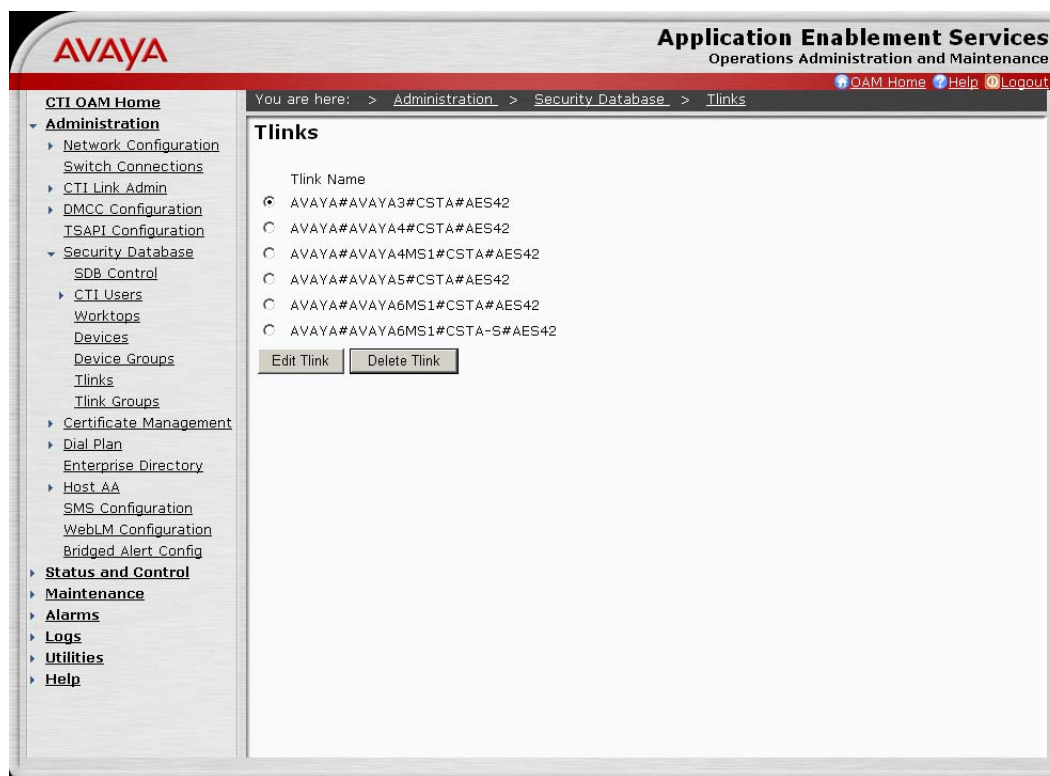 AVAYA
Application Enablement Services
Operations Administration and Maintenance
OAM Home Help Logout
CTI OAM Home
Administration
Network Configuration
Switch Connections
CTI Link Admin
DMCC Configuration
TSAPI Configuration
Security Database
SDB Control
CTI Users
Worktops
Devices
Device Groups
Tlinks
Tlink Groups
Certificate Management
Dial Plan
Enterprise Directory
Host AA
SMS Configuration
WebLM Configuration
Bridged Alert Config
Status and Control
Maintenance
Alarms
Logs
Utilities
Help
You are here: > Administration > Security Database > Tlinks
Tlinks
Tlink Name
AVAYA#AVAYA3#CSTA#AES42
AVAYA#AVAYA4#CSTA#AES42
AVAYA#AVAYA4MS1#CSTA#AES42
AVAYA#AVAYA5#CSTA#AES42
AVAYA#AVAYA6MS1#CSTA#AES42
AVAYA#AVAYA6MS1#CSTA-S#AES42
Edit Tlink Delete Tlink